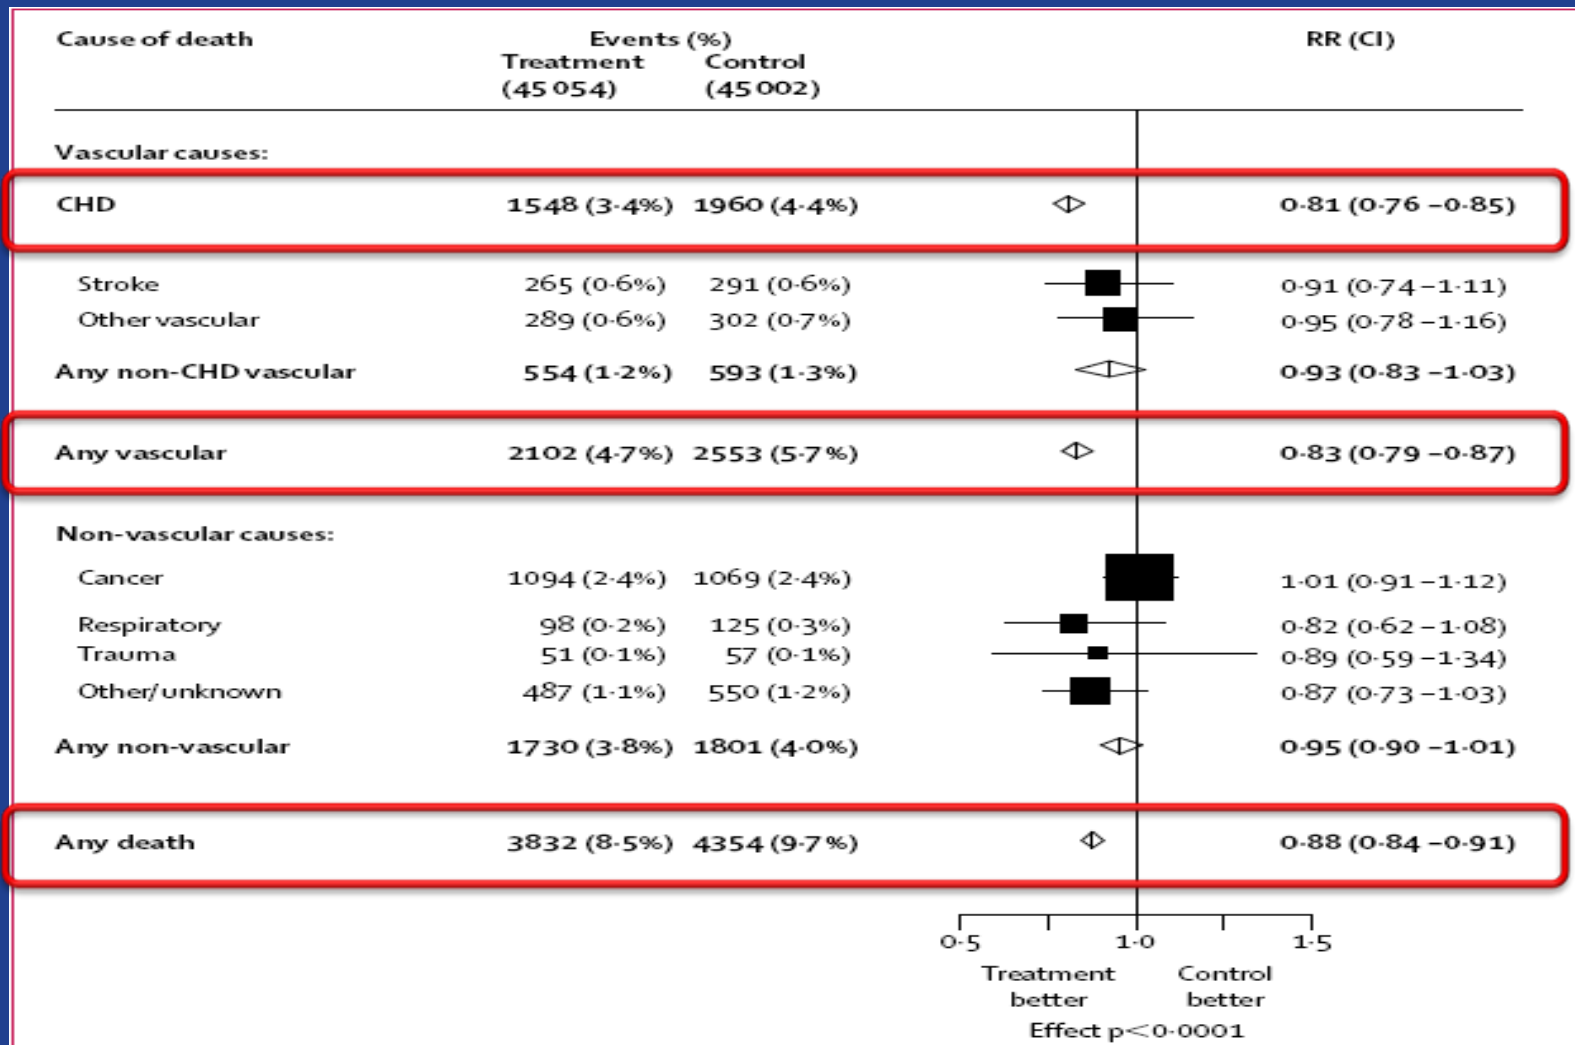 Cause of death Events (%) RR (CI)
Treatment Control
(45 054) (45 002)
Vascular causes:
CHD 1548 (3·4%) 1960 (4·4%) 0·81 (0·76 –0·85)
Stroke 265 (0·6%) 291 (0·6%) 0·91 (0·74 –1·11)
Other vascular 289 (0·6%) 302 (0·7%) 0·95 (0·78 –1·16)
Any non-CHD vascular 554 (1·2%) 593 (1·3%) 0·93 (0·83 –1·03)
Any vascular 2102 (4·7%) 2553 (5·7%) 0·83 (0·79 –0·87)
Non-vascular causes:
Cancer 1094 (2·4%) 1069 (2·4%) 1·01 (0·91 –1·12)
Respiratory 98 (0·2%) 125 (0·3%) 0·82 (0·62 –1·08)
Trauma 51 (0·1%) 57 (0·1%) 0·89 (0·59 –1·34)
Other/unknown 487 (1·1%) 550 (1·2%) 0·87 (0·73 –1·03)
Any non-vascular 1730 (3·8%) 1801 (4·0%) 0·95 (0·90 –1·01)
Any death 3832 (8·5%) 4354 (9·7%) 0·88 (0·84 –0·91)
0·5 1·0 1·5
Treatment Control
better better
Effect p<0·0001